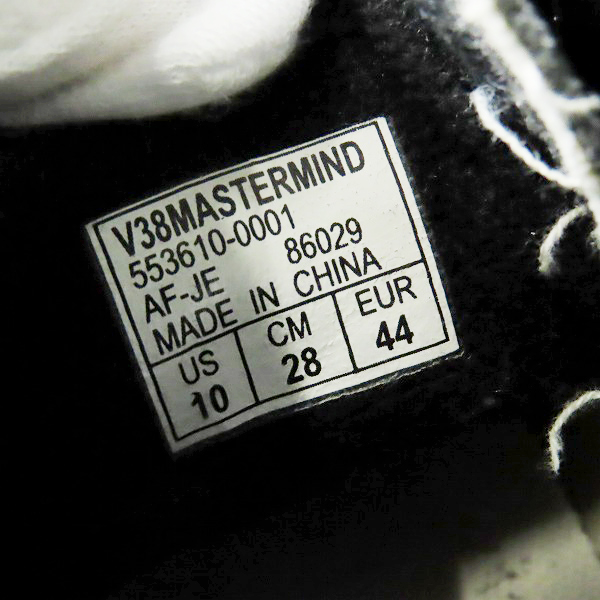 V38MASTERMIND
553610-0001
AF-JE 86029
MADE IN CHINA
US CM EUR
10 28 44